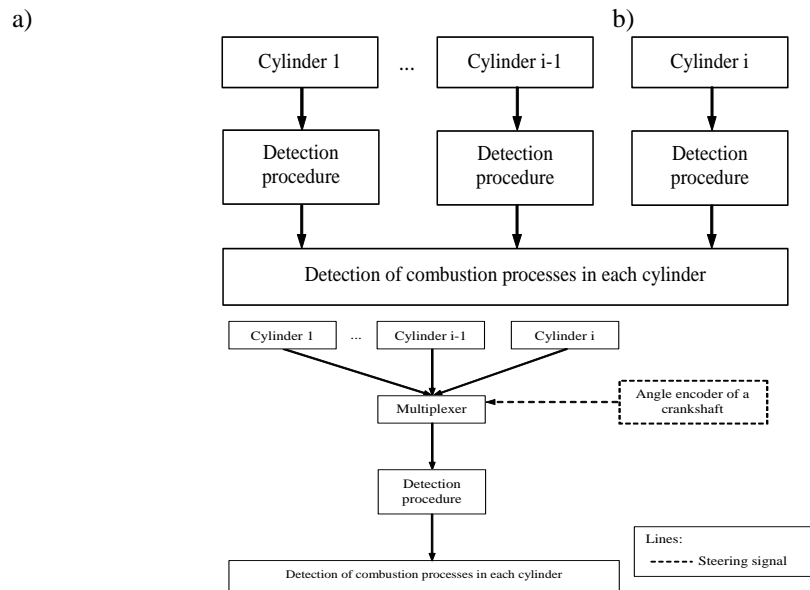 a)
b)
Cylinder 1
...
Cylinder i-1
Cylinder i
Detection
procedure
Detection
procedure
Detection
procedure
Detection of combustion processes in each cylinder
Cylinder 1
...
Cylinder i-1
Cylinder i
Multiplexer
Angle encoder of a
crankshaft
Detection
procedure
Lines:
Steering signal
Detection of combustion processes in each cylinder